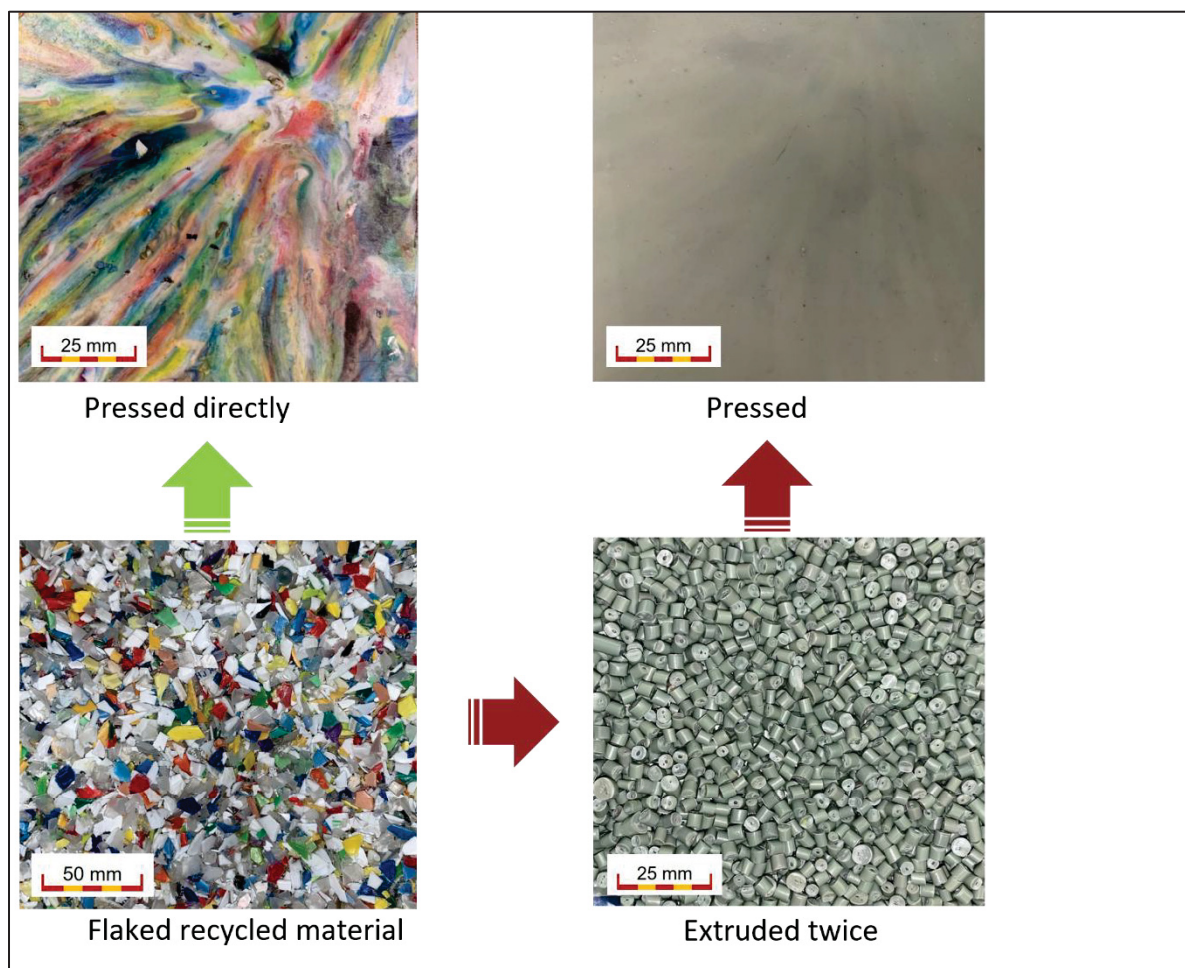 25 mm
25 mm
Pressed directly
Pressed
50 mm
25 mm
Flaked recycled material
Extruded twice